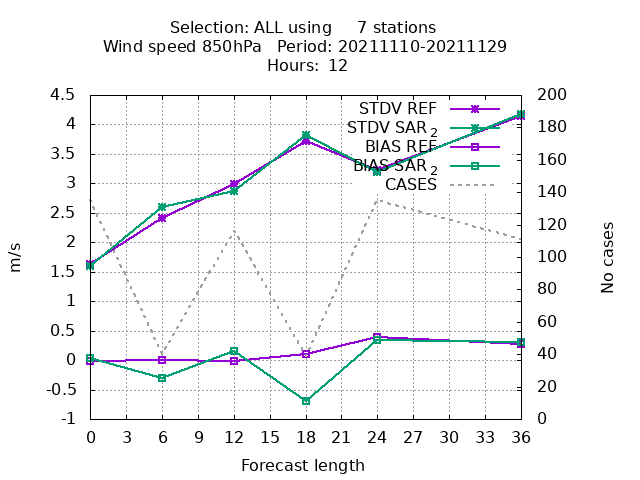 Selection: ALL using     7 stations
Wind speed 850hPa   Period: 20211110-20211129
Hours:  12
4.5
4
3.5
3
2.5
2
1.5
1
0.5
0
-0.5
-1
200
180
160
140
120
100
80
60
40
20
0
STDV REF
STDV SAR 2
BIAS REF
BIAS SAR 2
CASES
m/s
No cases
0 3 6 9 12 15 18 21 24 27 30 33 36
Forecast length